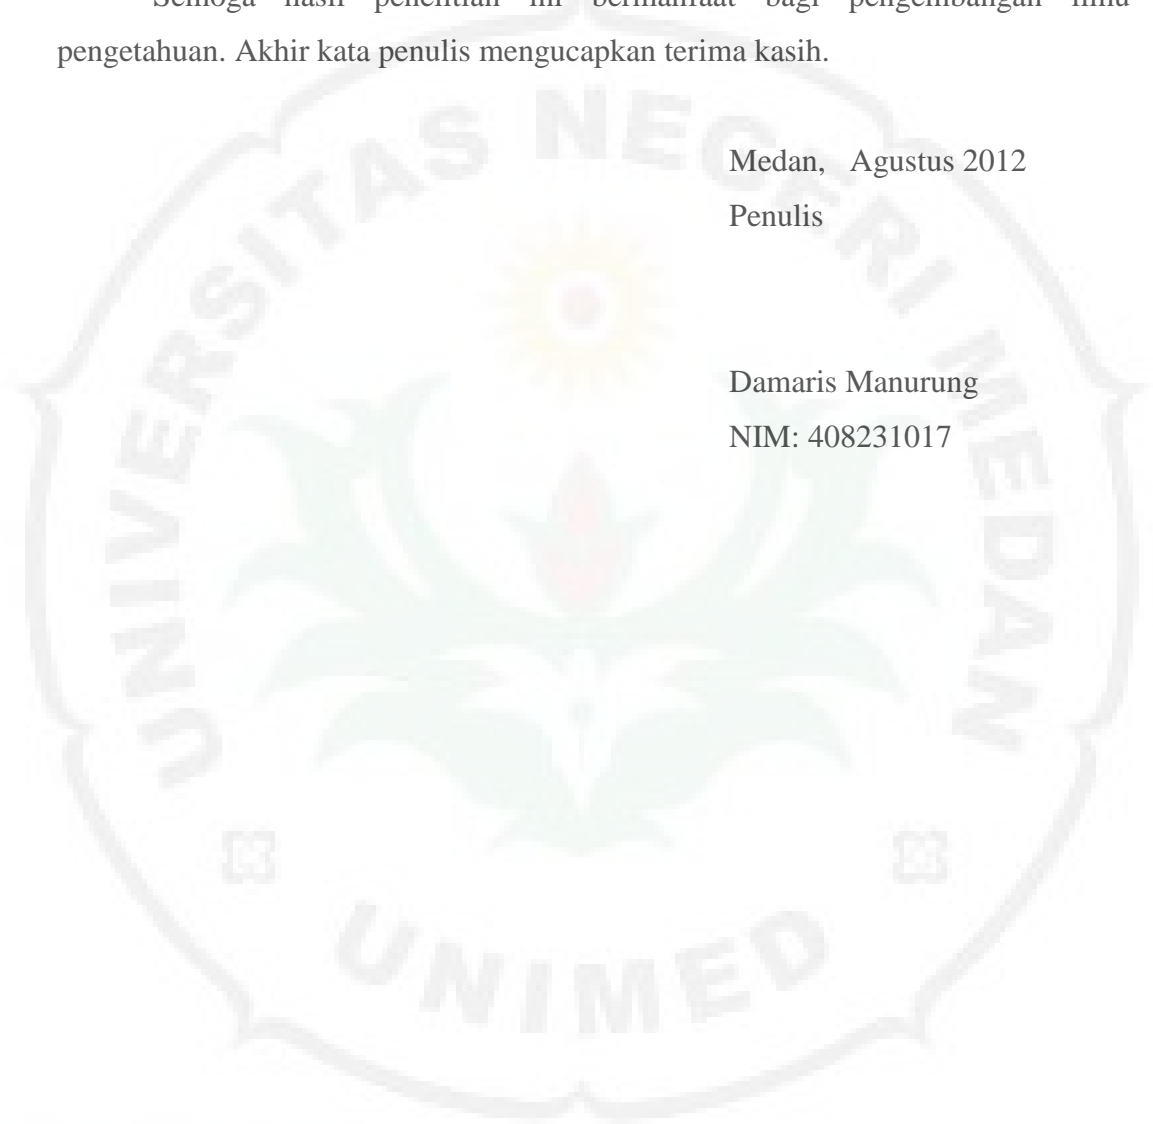 Semoga hasil penelitian ini bermanfaat bagi pengembangan ilmu
pengetahuan. Akhir kata penulis mengucapkan terima kasih.
Medan, Agustus 2012
Penulis
Damaris Manurung
NIM: 408231017
UNIVERSITAS NEGERI MEDAN
UNIMED